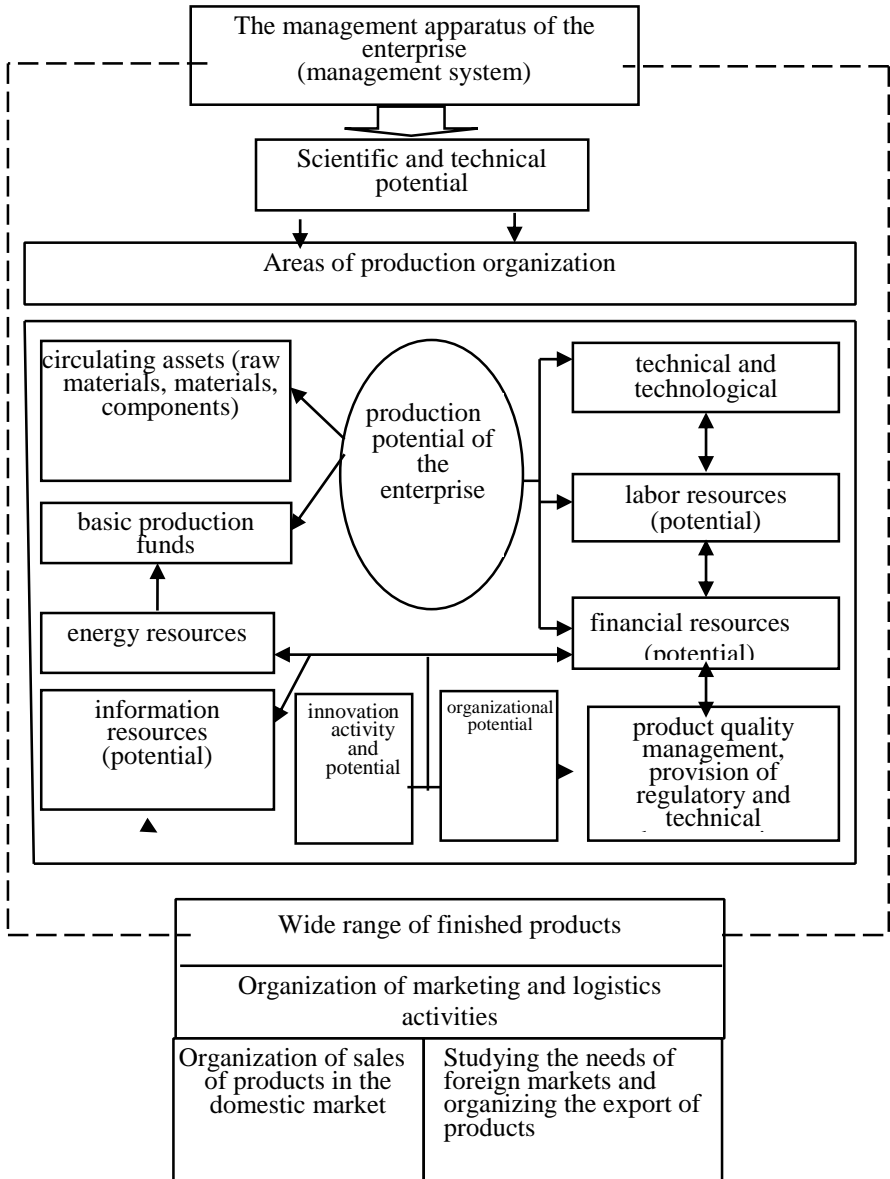 The management apparatus of the
enterprise
(management system)
Scientific and technical
potential
Areas of production organization
circulating assets (raw
materials, materials,
components)
production
potential of
the
enterprise
technical and
technological
basic production
funds
labor resources
(potential)
energy resources
financial resources
(potential)
information
resources
(potential)
innovation
activity
and
potential
organizational
potential
product quality
management,
provision of
regulatory and
technical
Wide range of finished products
Organization of marketing and logistics
activities
Organization of sales
of products in the
domestic market
Studying the needs of
foreign markets and
organizing the export of
products